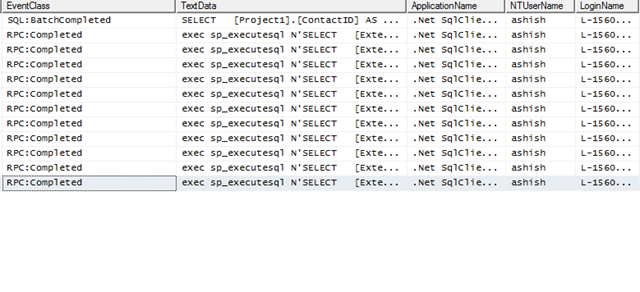 EventClass TextData ApplicationName NTUserName LoginName
SQL:BatchCompleted SELECT [Project1].[ContactID] AS ... .Net SqlClie... ashish L-1560...
RPC:Completed exec sp_executesql N'SELECT [Exte... .Net SqlClie... ashish L-1560...
RPC:Completed exec sp_executesql N'SELECT [Exte... .Net SqlClie... ashish L-1560...
RPC:Completed exec sp_executesql N'SELECT [Exte... .Net SqlClie... ashish L-1560...
RPC:Completed exec sp_executesql N'SELECT [Exte... .Net SqlClie... ashish L-1560...
RPC:Completed exec sp_executesql N'SELECT [Exte... .Net SqlClie... ashish L-1560...
RPC:Completed exec sp_executesql N'SELECT [Exte... .Net SqlClie... ashish L-1560...
RPC:Completed exec sp_executesql N'SELECT [Exte... .Net SqlClie... ashish L-1560...
RPC:Completed exec sp_executesql N'SELECT [Exte... .Net SqlClie... ashish L-1560...
RPC:Completed exec sp_executesql N'SELECT [Exte... .Net SqlClie... ashish L-1560...
RPC:Completed exec sp_executesql N'SELECT [Exte... .Net SqlClie... ashish L-1560...
RPC:Completed exec sp_executesql N'SELECT [Exte... .Net SqlClie... ashish L-1560...